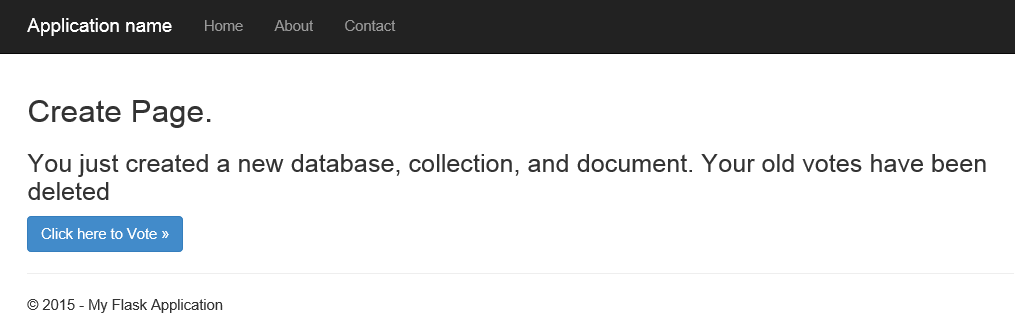 Application name Home About Contact
Create Page.
You just created a new database, collection, and document. Your old votes have been
deleted
Click here to Vote »
© 2015 - My Flask Application